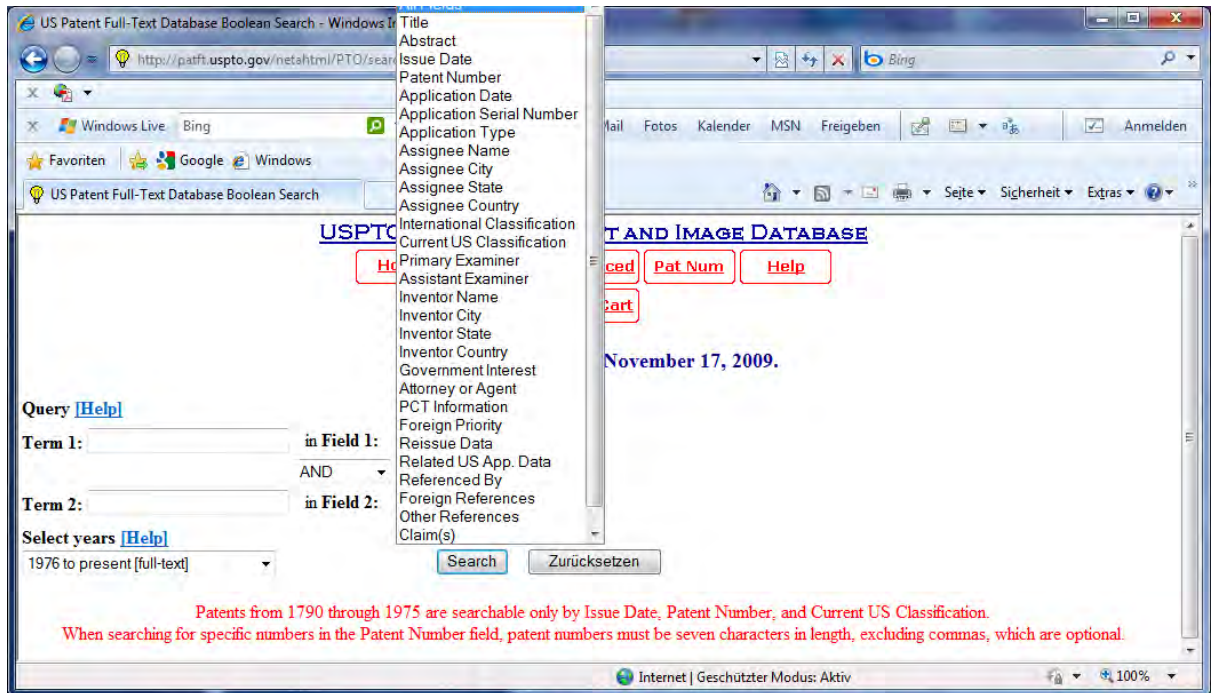 US Patent Full-Text Database Boolean Search - Windows
http://patft.uspto.gov/netahtml/PTO/sear
Bing
Windows Live Bing
Mail Fotos Kalender MSN Freigeben Anmelden
Favoriten Google Windows
US Patent Full-Text Database Boolean Search
Seite Sicherheit Extras
USPTO
T AND IMAGE DATABASE
Pat Num Help
Cart
November 17, 2009.
Query [Help]
Term 1: in Field 1:
AND
Term 2: in Field 2:
Select years [Help]
1976 to present [full-text]
All Fields
Title
Abstract
Issue Date
Patent Number
Application Date
Application Serial Number
Application Type
Assignee Name
Assignee City
Assignee State
Assignee Country
International Classification
Current US Classification
Primary Examiner
Assistant Examiner
Inventor Name
Inventor City
Inventor State
Inventor Country
Government Interest
Attorney or Agent
PCT Information
Foreign Priority
Reissue Data
Related US App. Data
Referenced By
Foreign References
Other References
Claim(s)
Search Zurücksetzen
Patents from 1790 through 1975 are searchable only by Issue Date, Patent Number, and Current US Classification.
When searching for specific numbers in the Patent Number field, patent numbers must be seven characters in length, excluding commas, which are optional.
Internet | Geschützter Modus: Aktiv
100%